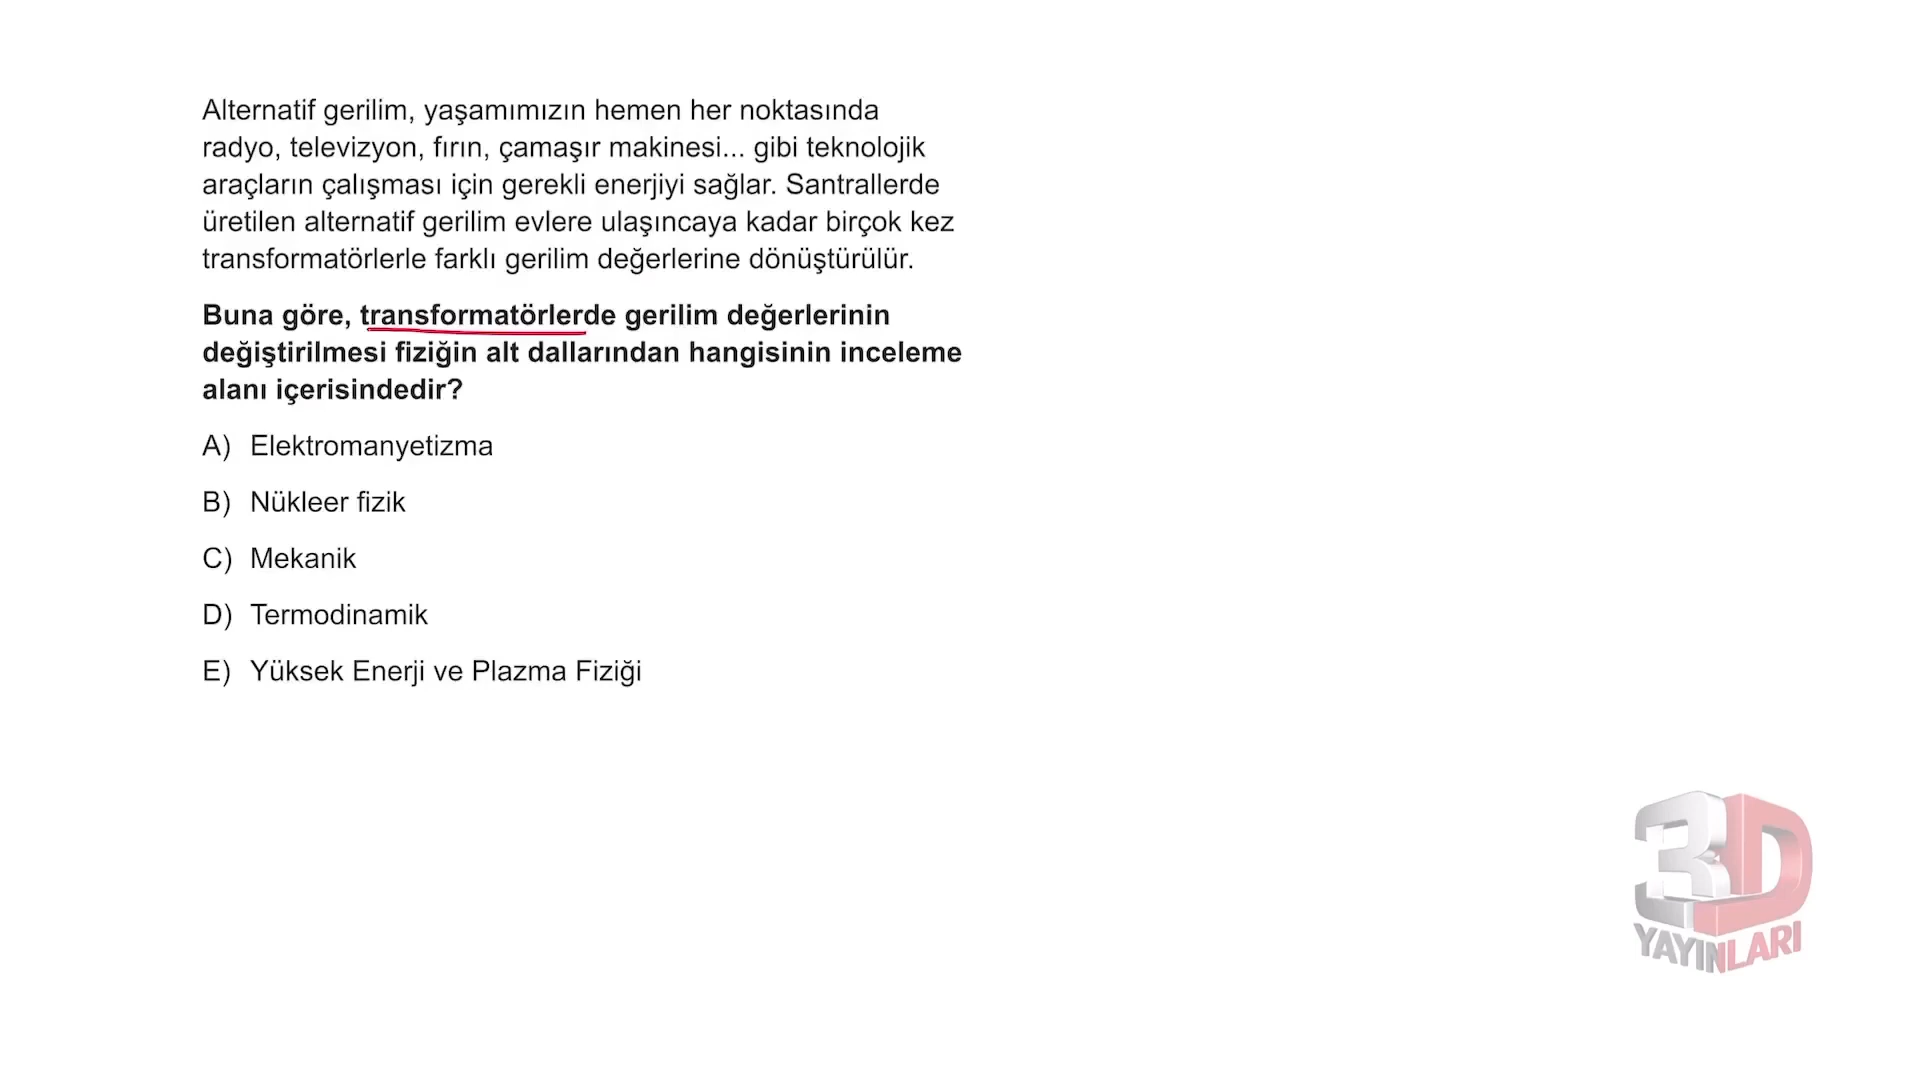 Alternatif gerilim, yaşamımızın hemen her noktasında
radyo, televizyon, fırın, çamaşır makinesi... gibi teknolojik
araçların çalışması için gerekli enerjiyi sağlar. Santrallerde
üretilen alternatif gerilim evlere ulaşıncaya kadar birçok kez
transformatörlerle farklı gerilim değerlerine dönüştürülür.
Buna göre, transformatörlerde gerilim değerlerinin
değiştirilmesi fiziğin alt dallarından hangisinin inceleme
alanı içerisindedir?
A) Elektromanyetizma
B) Nükleer fizik
C) Mekanik
D) Termodinamik
E) Yüksek Enerji ve Plazma Fiziği
3D
YAYINLARI